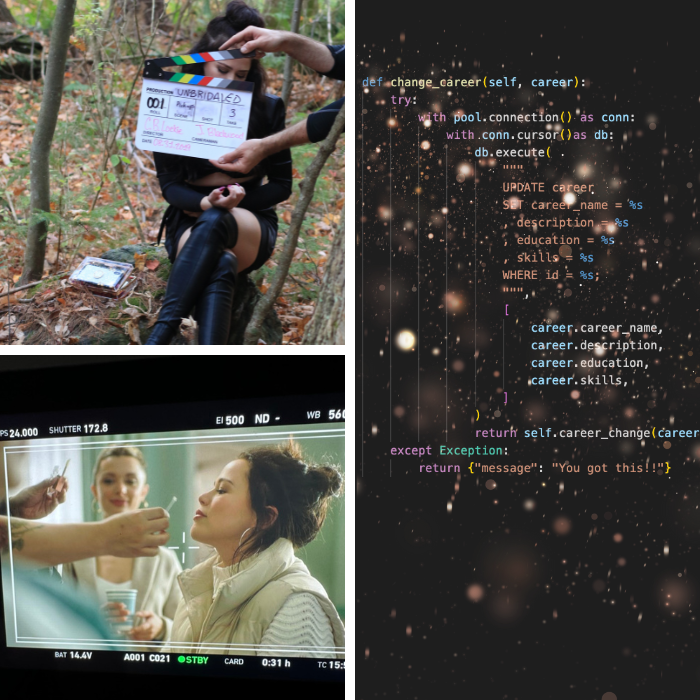 PRODUCTION UNBRIDALED
001
ROLL
SCENE
3
TAKE
DIRECTOR
DATE
PS 24.000 SHUTTER 172.8 EI 500 ND - WB 560
BAT 14.4V A001 C021 STBY CARD 0:31 h TC 15:5
def change_career(self, career):
try:
with pool.connection() as conn:
with conn.cursor()as db:
db.execute( .
"""
UPDATE career
SET career_name = %s
, description = %s
, education = %s
, skills = %s
WHERE id = %s;
""",
[
career.career_name,
career.description,
career.education,
career.skills,
]
)
return self.career_change(career
except Exception:
return {"message": "You got this!!"}